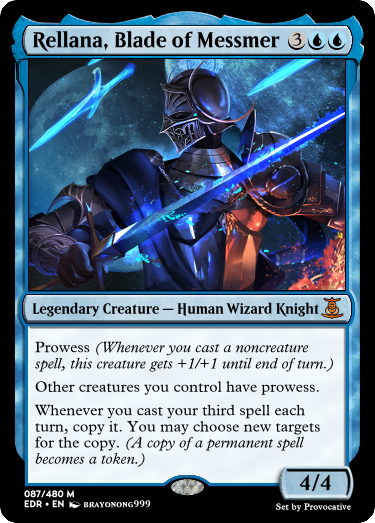 Rellana, Blade of Messmer 3
Legendary Creature — Human Wizard Knight
Prowess (Whenever you cast a noncreature
spell, this creature gets +1/+1 until end of turn.)
Other creatures you control have prowess.
Whenever you cast your third spell each
turn, copy it. You may choose new targets
for the copy. (A copy of a permanent spell
becomes a token.)
4/4
087/480 M
EDR • EN BRAYONONG999
Set by Provocative